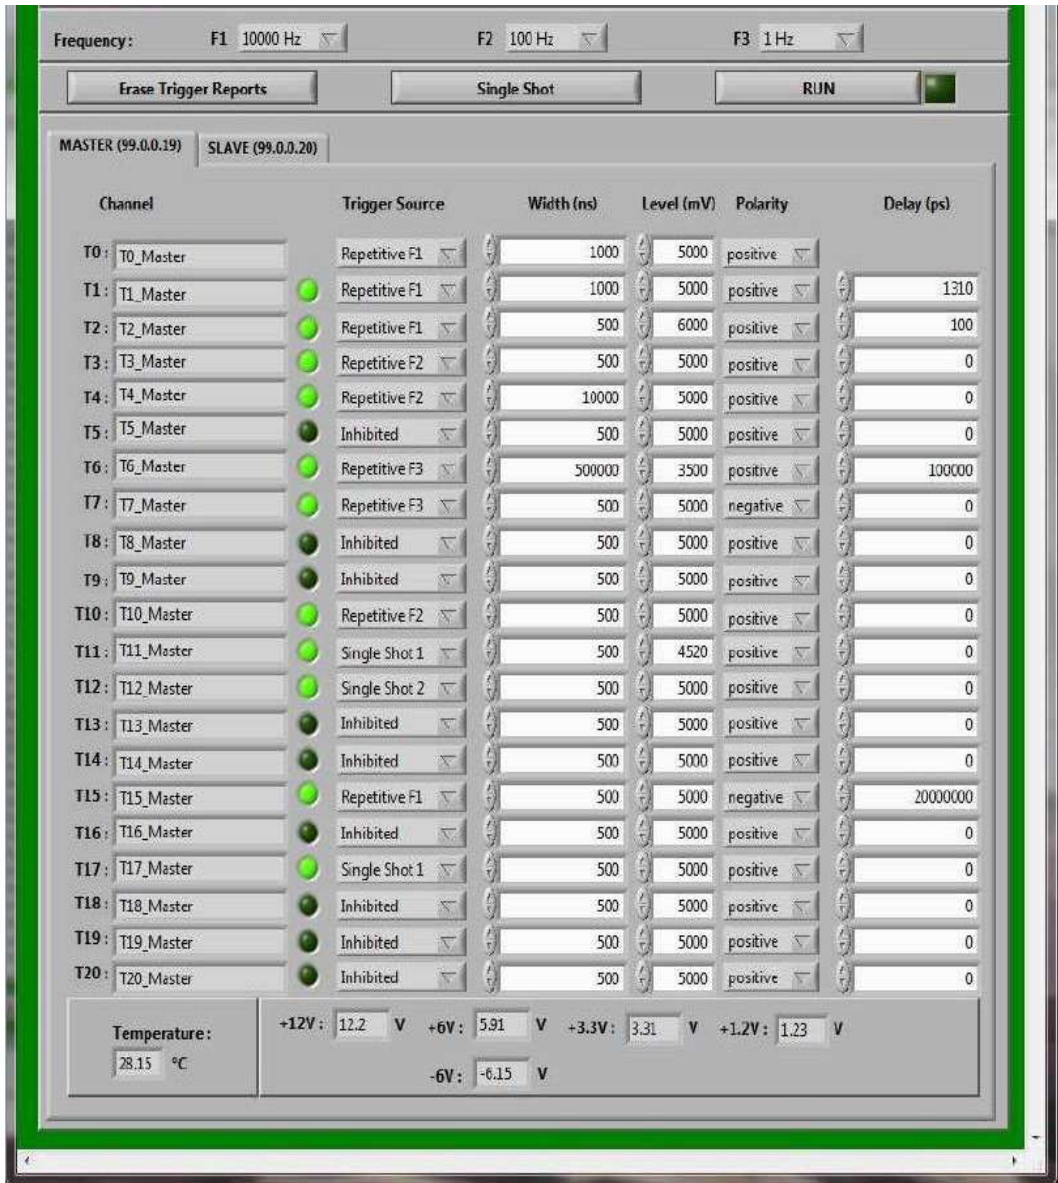 Frequency: F1 10000 Hz F2 100 Hz F3 1 Hz
Erase Trigger Reports Single Shot RUN
MASTER (99.0.0.19) SLAVE (99.0.0.20)
Channel Trigger Source Width (ns) Level (mV) Polarity Delay (ps)
T0: T0_Master Repetitive F1 1000 5000 positive
T1: T1_Master Repetitive F1 1000 5000 positive 1310
T2: T2_Master Repetitive F1 500 6000 positive 100
T3: T3_Master Repetitive F2 500 5000 positive 0
T4: T4_Master Repetitive F2 10000 5000 positive 0
T5: T5_Master Inhibited 500 5000 positive 0
T6: T6_Master Repetitive F3 500000 3500 positive 100000
T7: T7_Master Repetitive F3 500 5000 negative 0
T8: T8_Master Inhibited 500 5000 positive 0
T9: T9_Master Inhibited 500 5000 positive 0
T10: T10_Master Repetitive F2 500 5000 positive 0
T11: T11_Master Single Shot 1 500 4520 positive 0
T12: T12_Master Single Shot 2 500 5000 positive 0
T13: T13_Master Inhibited 500 5000 positive 0
T14: T14_Master Inhibited 500 5000 positive 0
T15: T15_Master Repetitive F1 500 5000 negative 20000000
T16: T16_Master Inhibited 500 5000 positive 0
T17: T17_Master Single Shot 1 500 5000 positive 0
T18: T18_Master Inhibited 500 5000 positive 0
T19: T19_Master Inhibited 500 5000 positive 0
T20: T20_Master Inhibited 500 5000 positive 0
Temperature: +12V: 12.2 V +6V: 5.91 V +3.3V: 3.31 V +1.2V: 1.23 V
28.15 °C -6V: -6.15 V